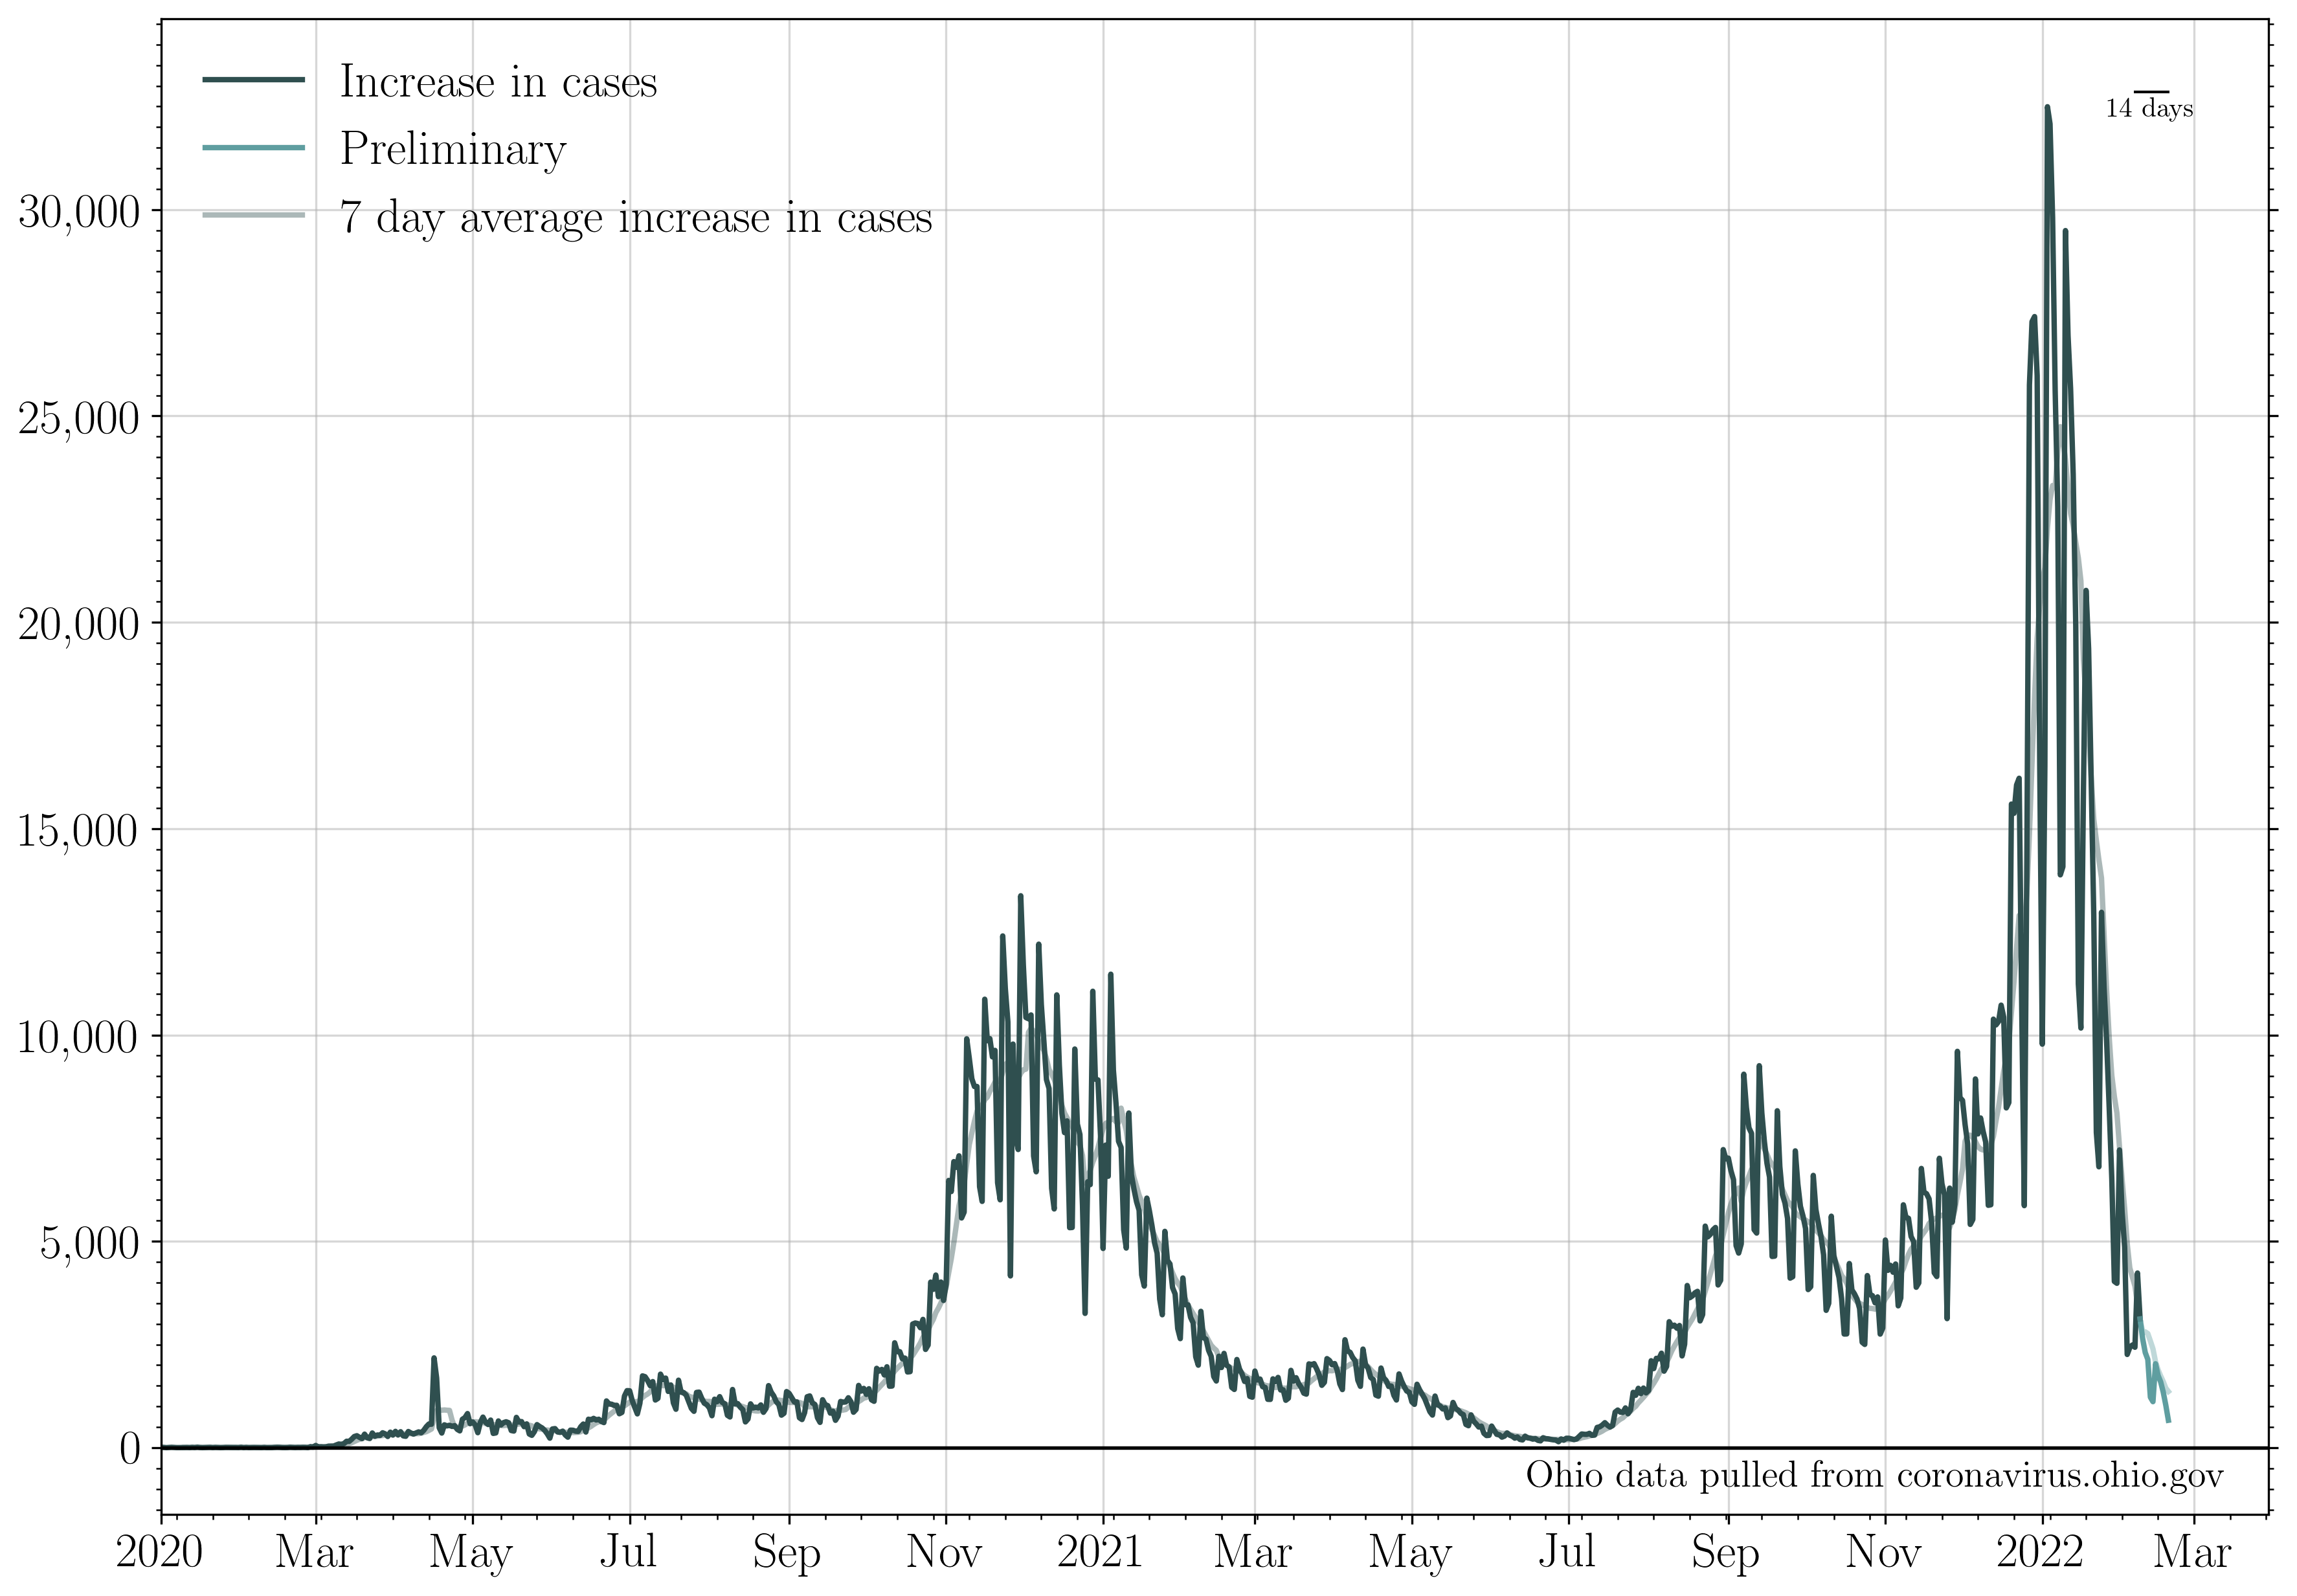 Increase in cases
Preliminary
7 day average increase in cases
14 days
30,000
25,000
20,000
15,000
10,000
5,000
0
Ohio data pulled from coronavirus.ohio.gov
2020 Mar May Jul Sep Nov 2021 Mar May Jul Sep Nov 2022 Mar